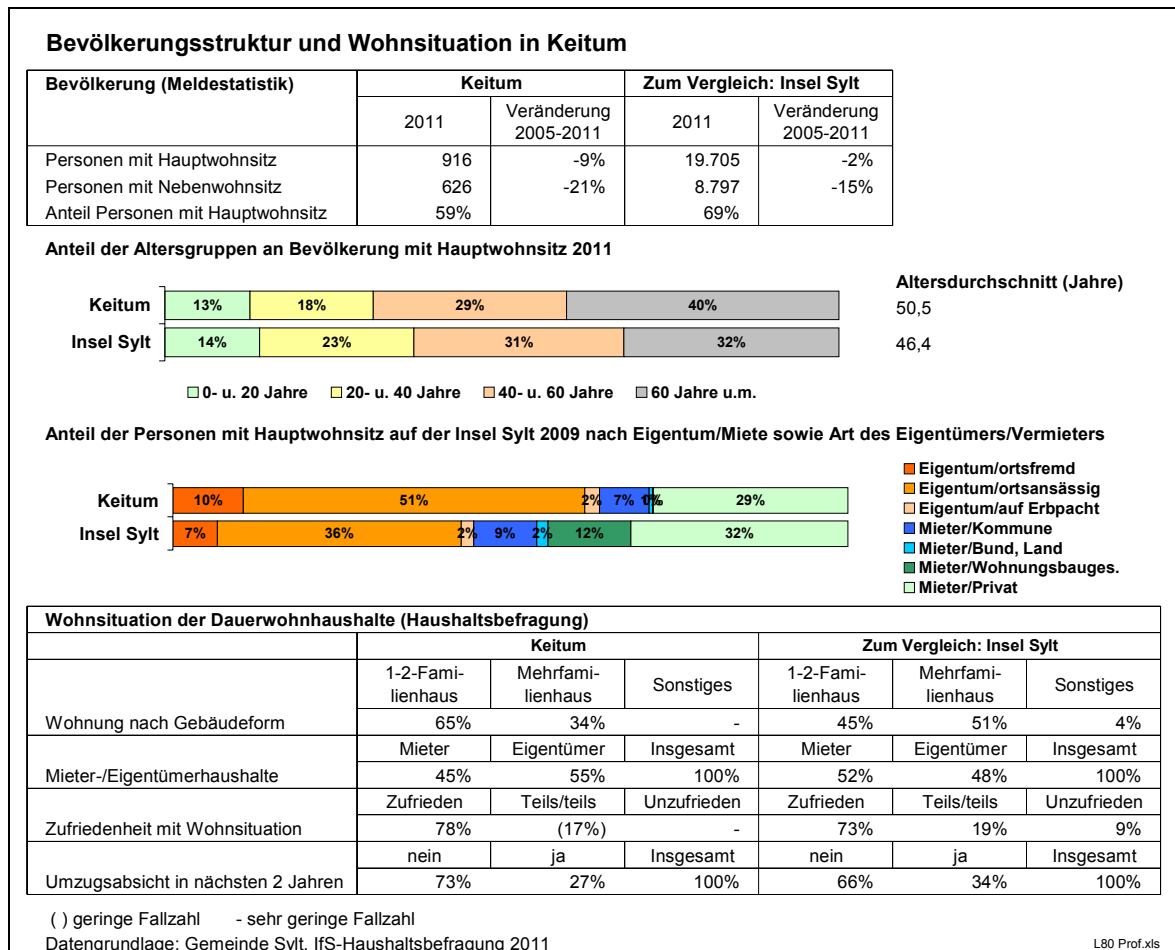 Bevölkerungsstruktur und Wohnsituation in Keitum
Bevölkerung (Meldestatistik) Keitum Zum Vergleich: Insel Sylt
2011 Veränderung 2005-2011 2011 Veränderung 2005-2011
Personen mit Hauptwohnsitz 916 -9% 19.705 -2%
Personen mit Nebenwohnsitz 626 -21% 8.797 -15%
Anteil Personen mit Hauptwohnsitz 59% 69%
Anteil der Altersgruppen an Bevölkerung mit Hauptwohnsitz 2011
Altersdurchschnitt (Jahre)
Keitum 13% 18% 29% 40% 50,5
Insel Sylt 14% 23% 31% 32% 46,4
0- u. 20 Jahre 20- u. 40 Jahre 40- u. 60 Jahre 60 Jahre u.m.
Anteil der Personen mit Hauptwohnsitz auf der Insel Sylt 2009 nach Eigentum/Miete sowie Art des Eigentümers/Vermieters
Keitum 10% 51% 2% 7% 1% 0% 29%
Insel Sylt 7% 36% 2% 9% 2% 12% 32%
Eigentum/ortsfremd
Eigentum/ortsansässig
Eigentum/auf Erbpacht
Mieter/Kommune
Mieter/Bund, Land
Mieter/Wohnungsbauges.
Mieter/Privat
Wohnsituation der Dauerwohnhaushalte (Haushaltsbefragung)
Keitum Zum Vergleich: Insel Sylt
1-2-Fami- Mehrfami- Sonstiges 1-2-Fami- Mehrfami- Sonstiges
lienhaus lienhaus lienhaus lienhaus
Wohnung nach Gebäudeform 65% 34% - 45% 51% 4%
Mieter Eigentümer Insgesamt Mieter Eigentümer Insgesamt
Mieter-/Eigentümerhaushalte 45% 55% 100% 52% 48% 100%
Zufrieden Teils/teils Unzufrieden Zufrieden Teils/teils Unzufrieden
Zufriedenheit mit Wohnsituation 78% (17%) - 73% 19% 9%
nein ja Insgesamt nein ja Insgesamt
Umzugsabsicht in nächsten 2 Jahren 73% 27% 100% 66% 34% 100%
( ) geringe Fallzahl - sehr geringe Fallzahl
Datengrundlage: Gemeinde Sylt, IfS-Haushaltsbefragung 2011
L80 Prof.xls